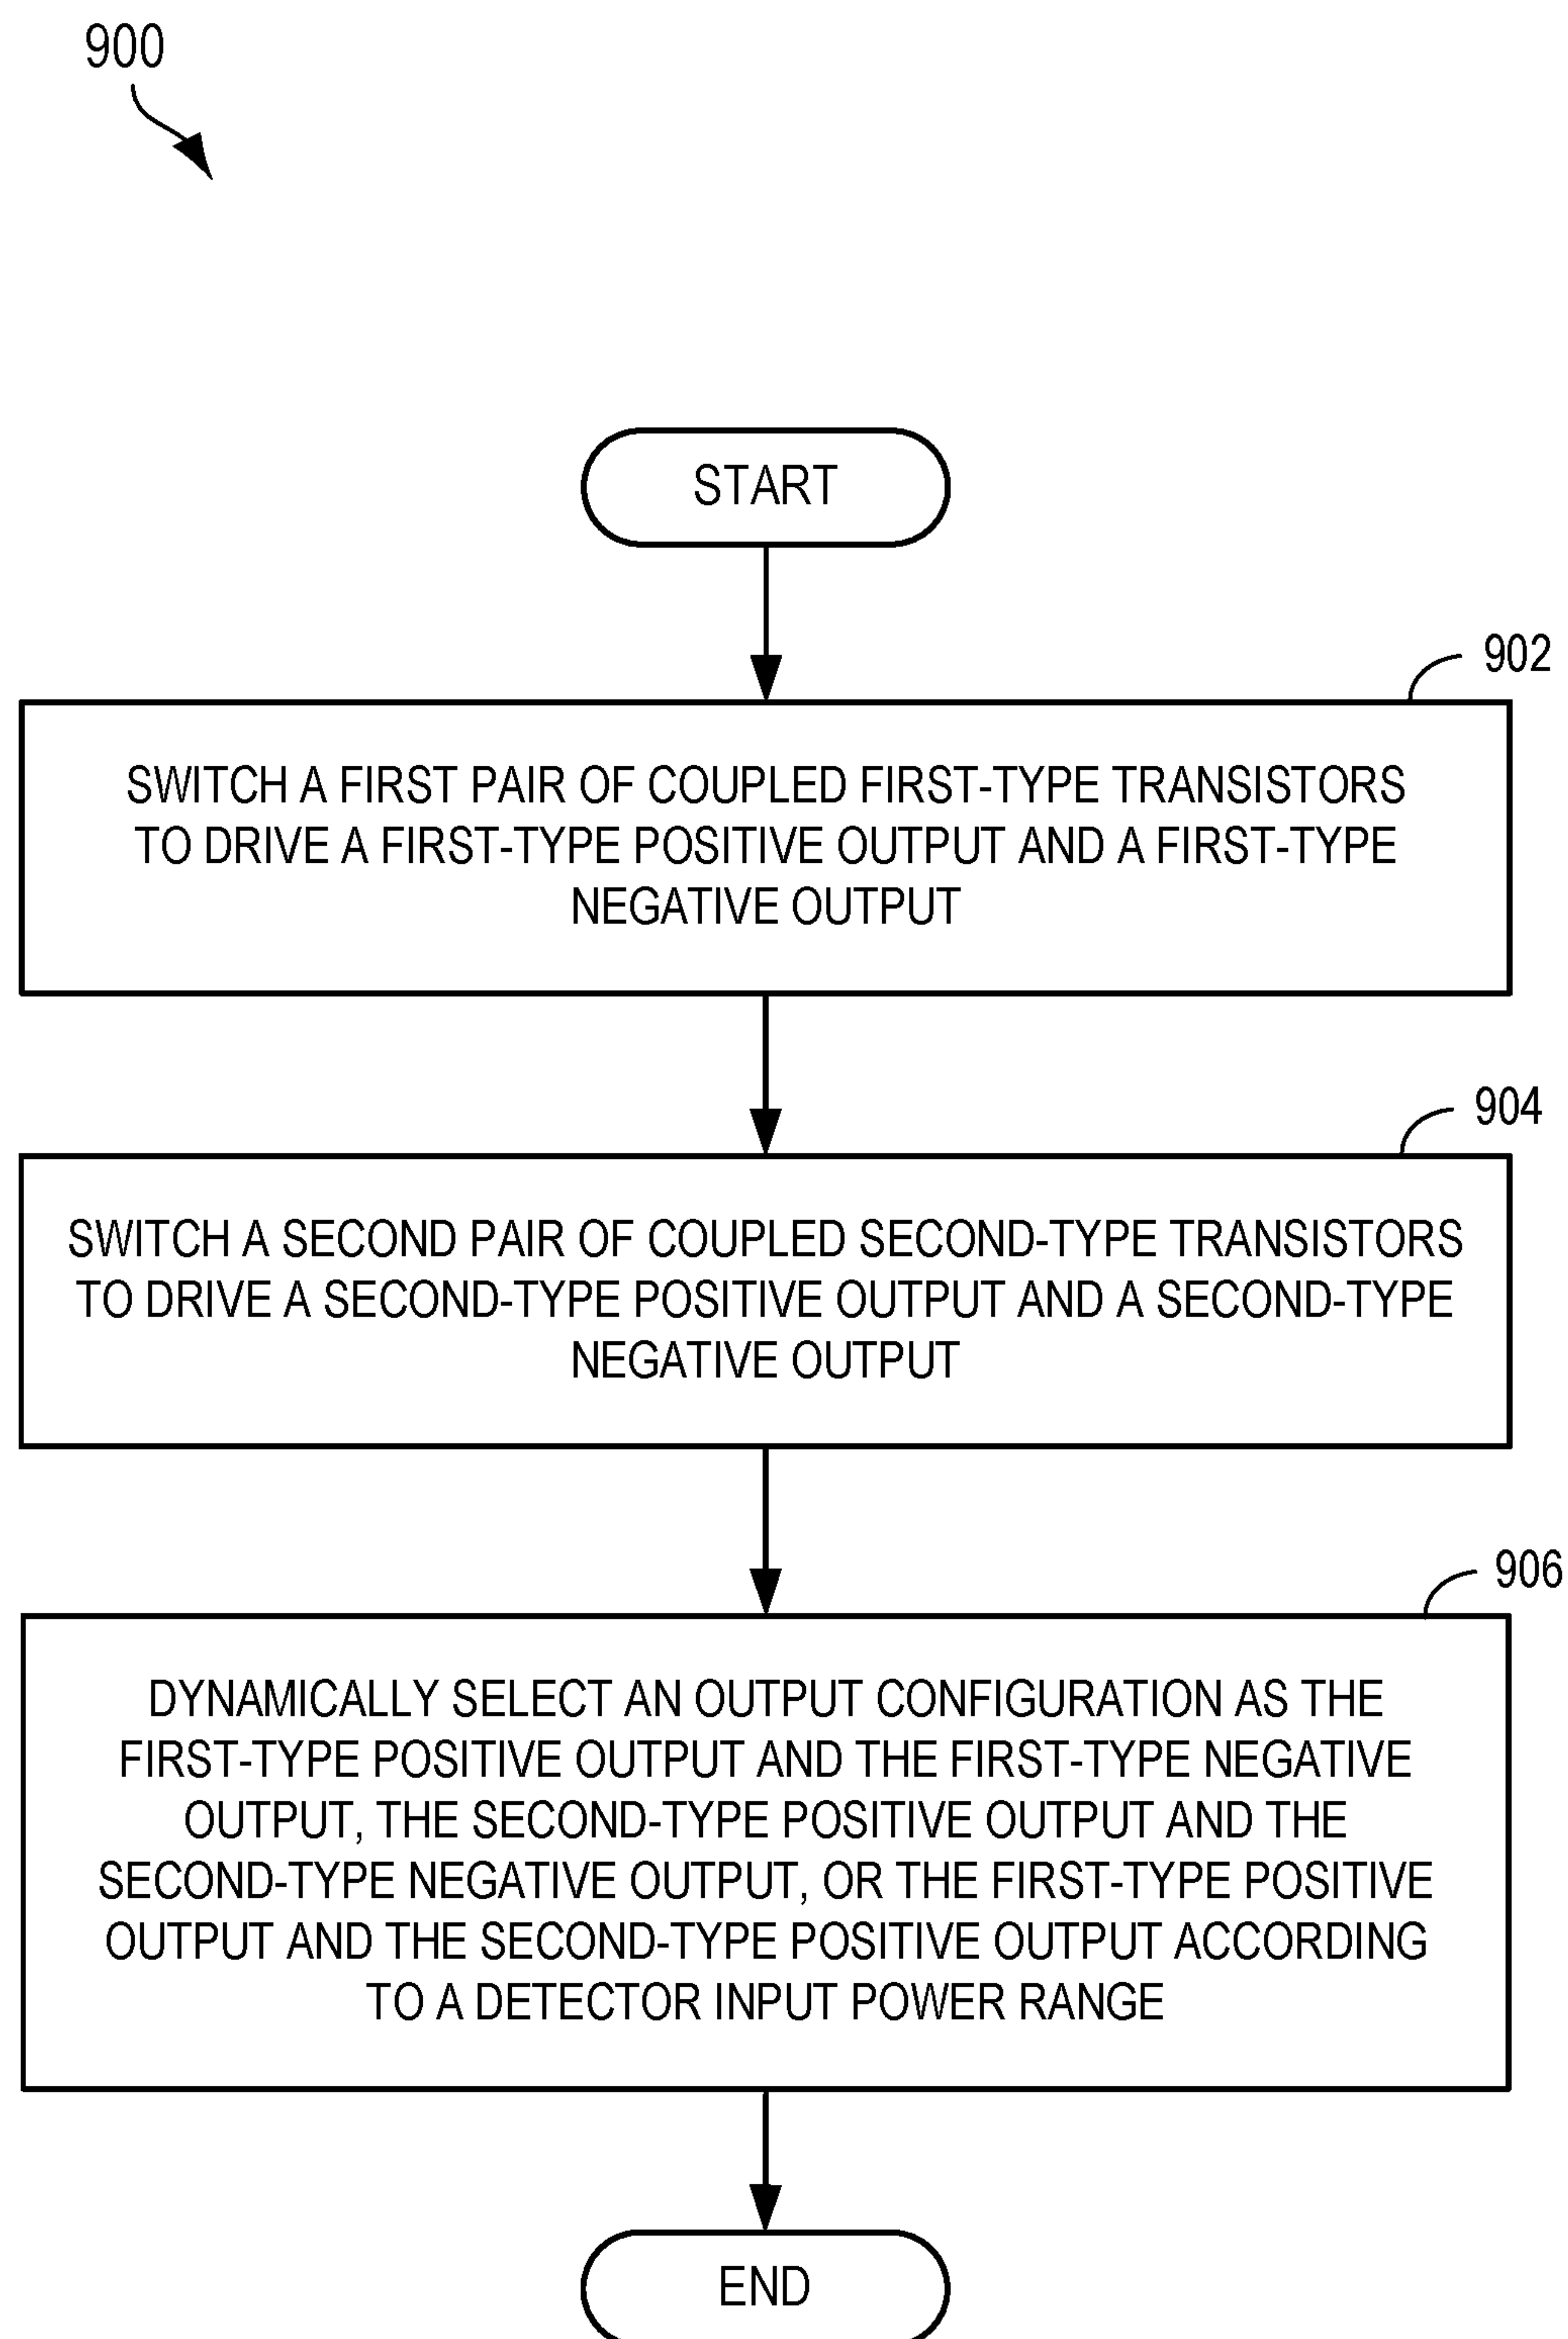 900
START
902
SWITCH A FIRST PAIR OF COUPLED FIRST-TYPE TRANSISTORS
TO DRIVE A FIRST-TYPE POSITIVE OUTPUT AND A FIRST-TYPE
NEGATIVE OUTPUT
904
SWITCH A SECOND PAIR OF COUPLED SECOND-TYPE TRANSISTORS
TO DRIVE A SECOND-TYPE POSITIVE OUTPUT AND A SECOND-TYPE
NEGATIVE OUTPUT
906
DYNAMICALLY SELECT AN OUTPUT CONFIGURATION AS THE
FIRST-TYPE POSITIVE OUTPUT AND THE FIRST-TYPE NEGATIVE
OUTPUT, THE SECOND-TYPE POSITIVE OUTPUT AND THE
SECOND-TYPE NEGATIVE OUTPUT, OR THE FIRST-TYPE POSITIVE
OUTPUT AND THE SECOND-TYPE POSITIVE OUTPUT ACCORDING
TO A DETECTOR INPUT POWER RANGE
END